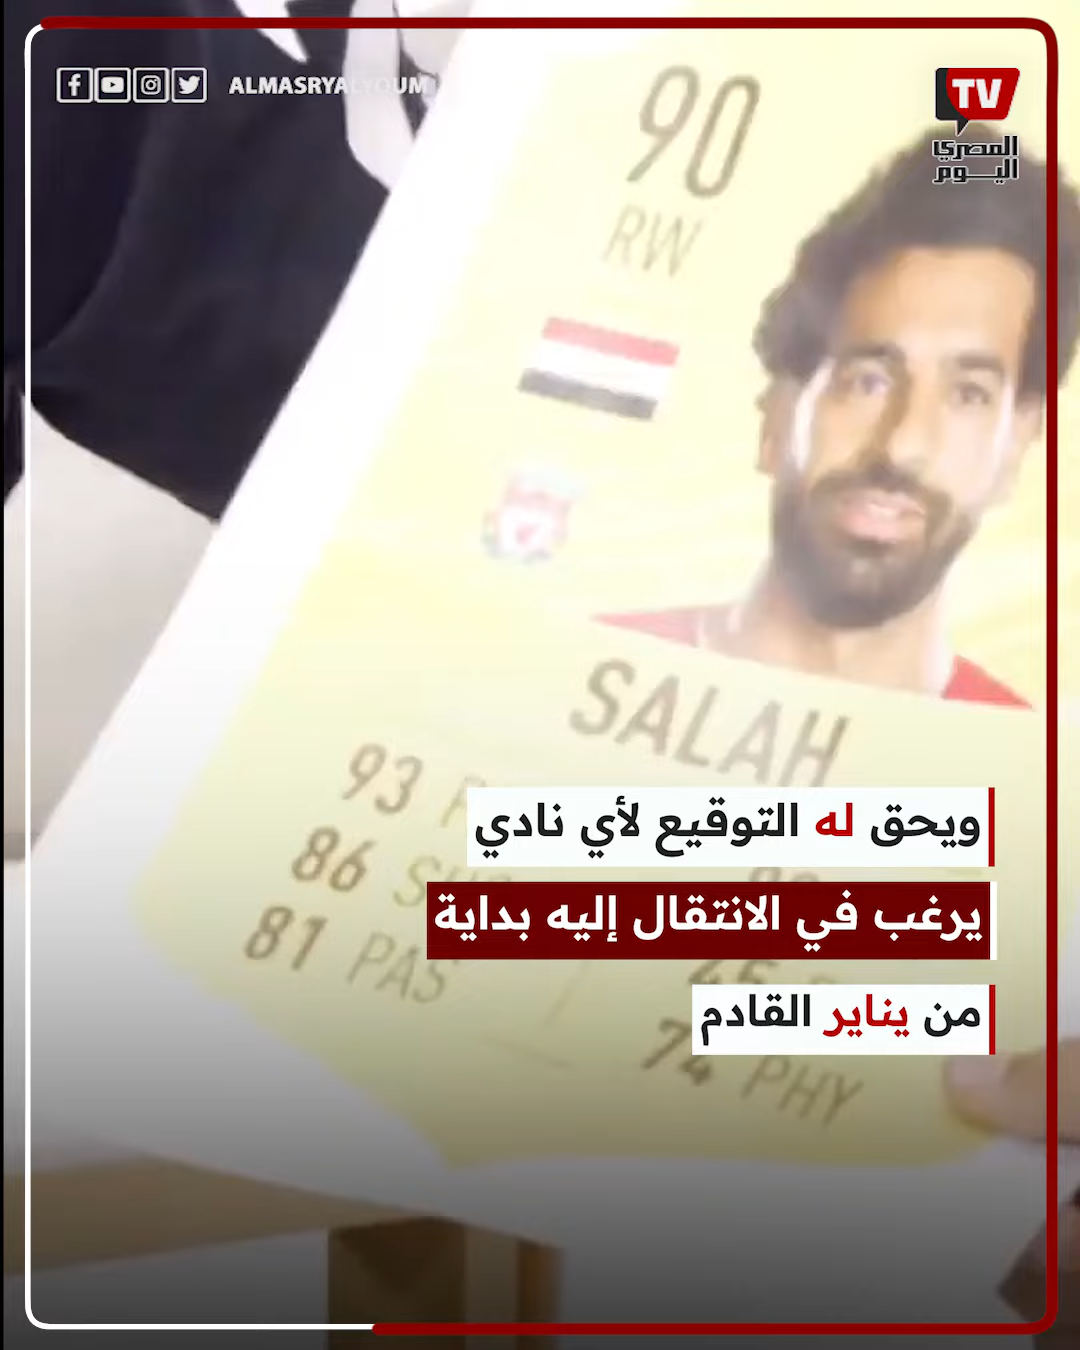 ALMASRYALYOUM
TV
المصري
اليوم
90
RW
SALAH
93
86
81 PAS
74 PHY
ويحق له التوقيع لأي نادي
يرغب في الانتقال إليه بداية
من يناير القادم